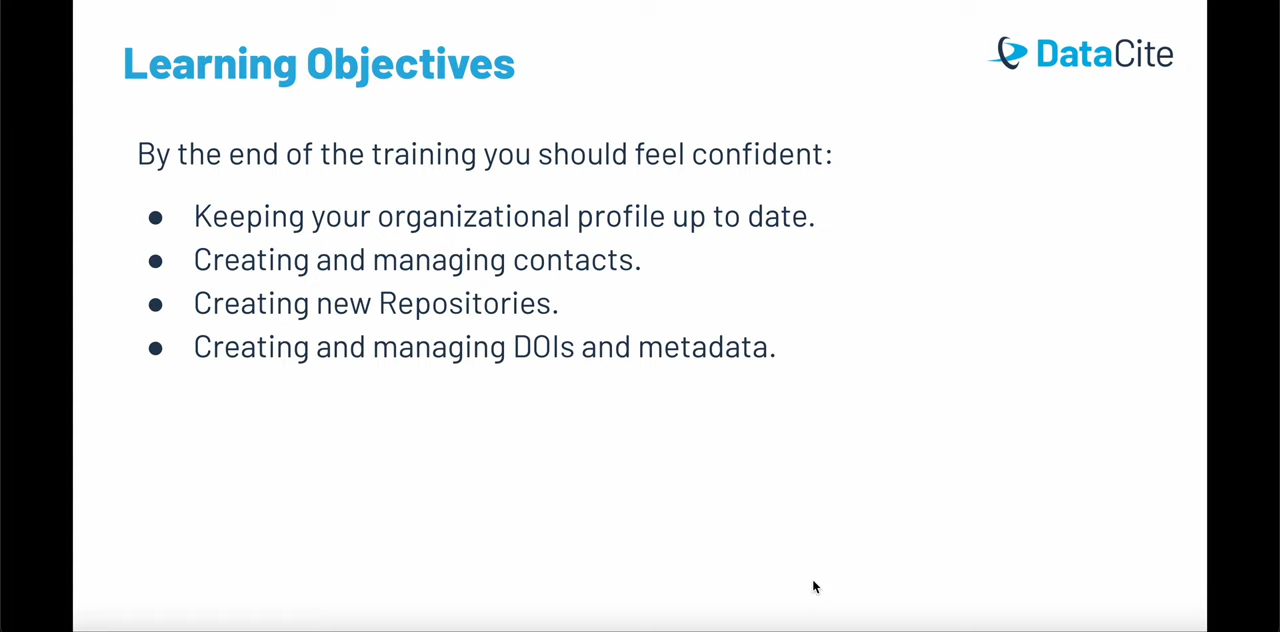 Learning Objectives
DataCite
By the end of the training you should feel confident:
● Keeping your organizational profile up to date.
● Creating and managing contacts.
● Creating new Repositories.
● Creating and managing DOIs and metadata.